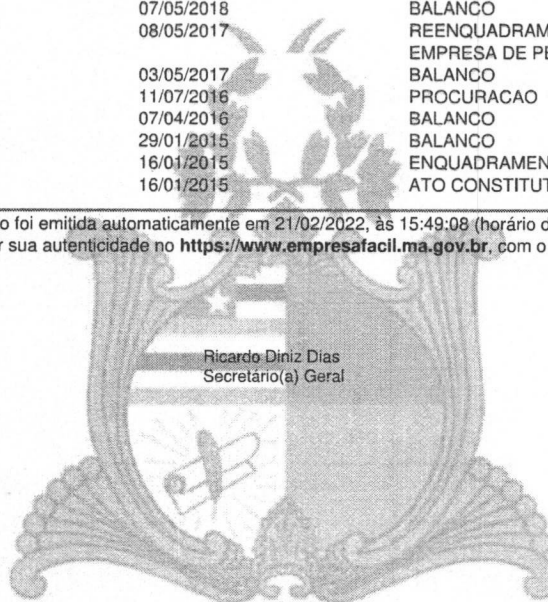 07/05/2018 BALANCO
08/05/2017 REENQUADRAM
EMPRESA DE PE
03/05/2017 BALANCO
11/07/2016 PROCURACAO
07/04/2016 BALANCO
29/01/2015 BALANCO
16/01/2015 ENQUADRAMEN
16/01/2015 ATO CONSTITUT
o foi emitida automaticamente em 21/02/2022, às 15:49:08 (horário d
r sua autenticidade no https://www.empresafacil.ma.gov.br, com o
Ricardo Diniz Dias
Secretário(a) Geral